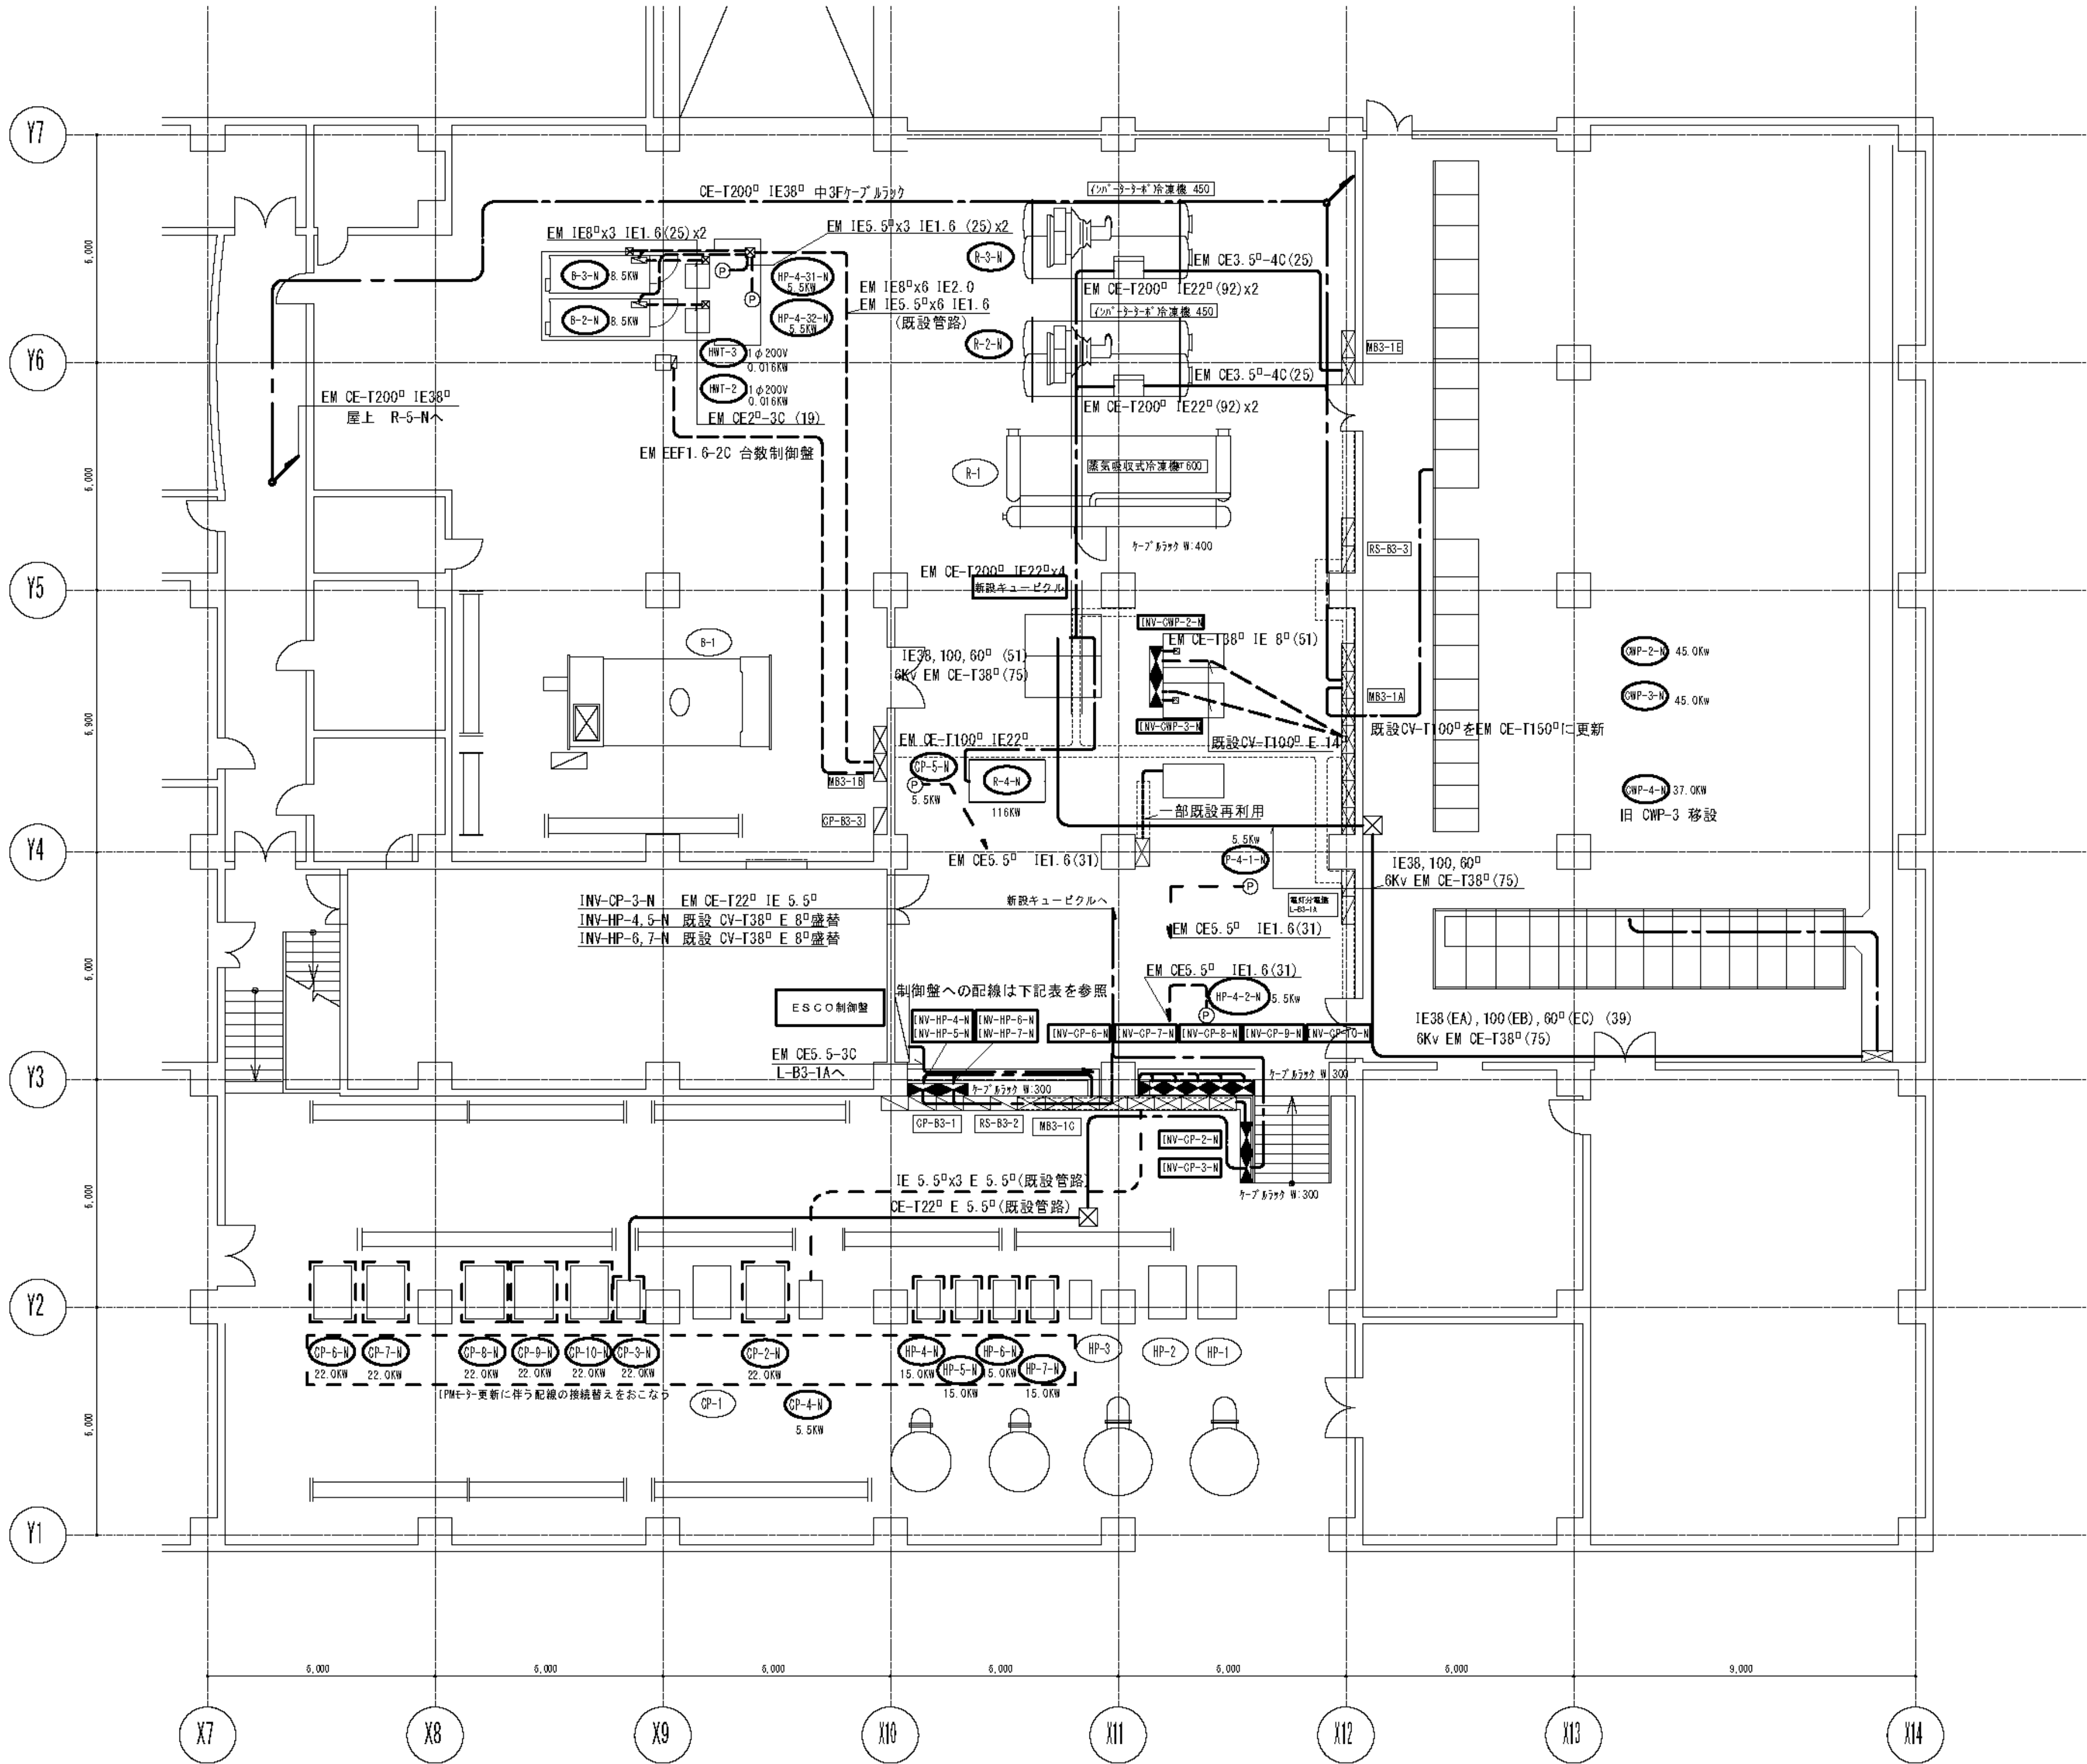 Y7
CE-T200□ IE38□ 中3Fケーブルラック
インバーターターボ冷凍機 450
EM IE8□x3 IE1.6(25)x2
EM IE5.5□x3 IE1.6 (25)x2
R-3-N
EM CE3.5□-4C(25)
B-3-N
8.5KW
HP-4-31-N
5.5KW
EM IE8□x6 IE2.0
EM IE5.5□x6 IE1.6
(既設管路)
EM CE-T200□ IE22□(92)x2
インバーターターボ冷凍機 450
B-2-N
8.5KW
HP-4-32-N
5.5KW
R-2-N
MB3-1E
Y6
HWT-3
1φ200V
0.016KW
HWT-2
1φ200V
0.016KW
EM CE3.5□-4C(25)
EM CE-T200□ IE22□(92)x2
EM CE-T200□ IE38□
屋上 R-5-Nへ
EM CE2□-3C (19)
EM EEF1.6-2C 台数制御盤
R-1
蒸気吸収式冷凍機 600
ケーブルラック W:400
RS-B3-3
EM CE-T200□ IE22□x4
新設キュービクル
Y5
INV-CWP-2-N
B-1
EM CE-T38□ IE 8□(51)
IE38,100,60□ (51)
6Kv EM CE-T38□(75)
CWP-2-N
45.0Kw
CWP-3-N
45.0Kw
MB3-1A
INV-CWP-3-N
既設CV-T100□をEM CE-T150□に更新
既設CV-T100□ E 14
EM CE-T100□ IE22□
CP-5-N
5.5KW
R-4-N
116KW
MB3-1B
CWP-4-N
37.0KW
旧 CWP-3 移設
一部既設再利用
CP-B3-3
Y4
EM CE5.5□ IE1.6(31)
5.5Kw
P-4-1-N
IE38,100,60□
6Kv EM CE-T38□(75)
INV-CP-3-N EM CE-T22□ IE 5.5□
INV-HP-4,5-N 既設 CV-T38□ E 8□盛替
INV-HP-6,7-N 既設 CV-T38□ E 8□盛替
新設キュービクルへ
電灯分電盤
L-B3-1A
EM CE5.5□ IE1.6(31)
EM CE5.5□ IE1.6(31)
HP-4-2-N
5.5Kw
ESCO制御盤
制御盤への配線は下記表を参照
INV-HP-4-N
INV-HP-5-N
INV-HP-6-N
INV-HP-7-N
INV-CP-6-N
INV-CP-7-N
INV-CP-8-N
INV-CP-9-N
INV-CP-10-N
IE38(EA),100(EB),60□(EC) (39)
6Kv EM CE-T38□(75)
EM CE5.5-3C
L-B3-1Aへ
Y3
ケーブルラック W:300
ケーブルラック W:300
CP-B3-1
RS-B3-2
MB3-1C
INV-CP-2-N
INV-CP-3-N
IE 5.5□x3 E 5.5□(既設管路)
CE-T22□ E 5.5□(既設管路)
ケーブルラック W:300
Y2
CP-6-N
22.0KW
CP-7-N
22.0KW
CP-8-N
22.0KW
CP-9-N
22.0KW
CP-10-N
22.0KW
CP-3-N
22.0KW
CP-2-N
22.0KW
HP-4-N
15.0KW
HP-5-N
15.0KW
HP-6-N
15.0KW
HP-7-N
15.0KW
HP-3
HP-2
HP-1
IPMモーター更新に伴う配線の接続替えをおこなう
CP-1
CP-4-N
5.5KW
Y1
6,000
6,000
6,900
6,000
6,000
6,000
6,000
6,000
6,000
6,000
6,000
6,000
9,000
X7
X8
X9
X10
X11
X12
X13
X14